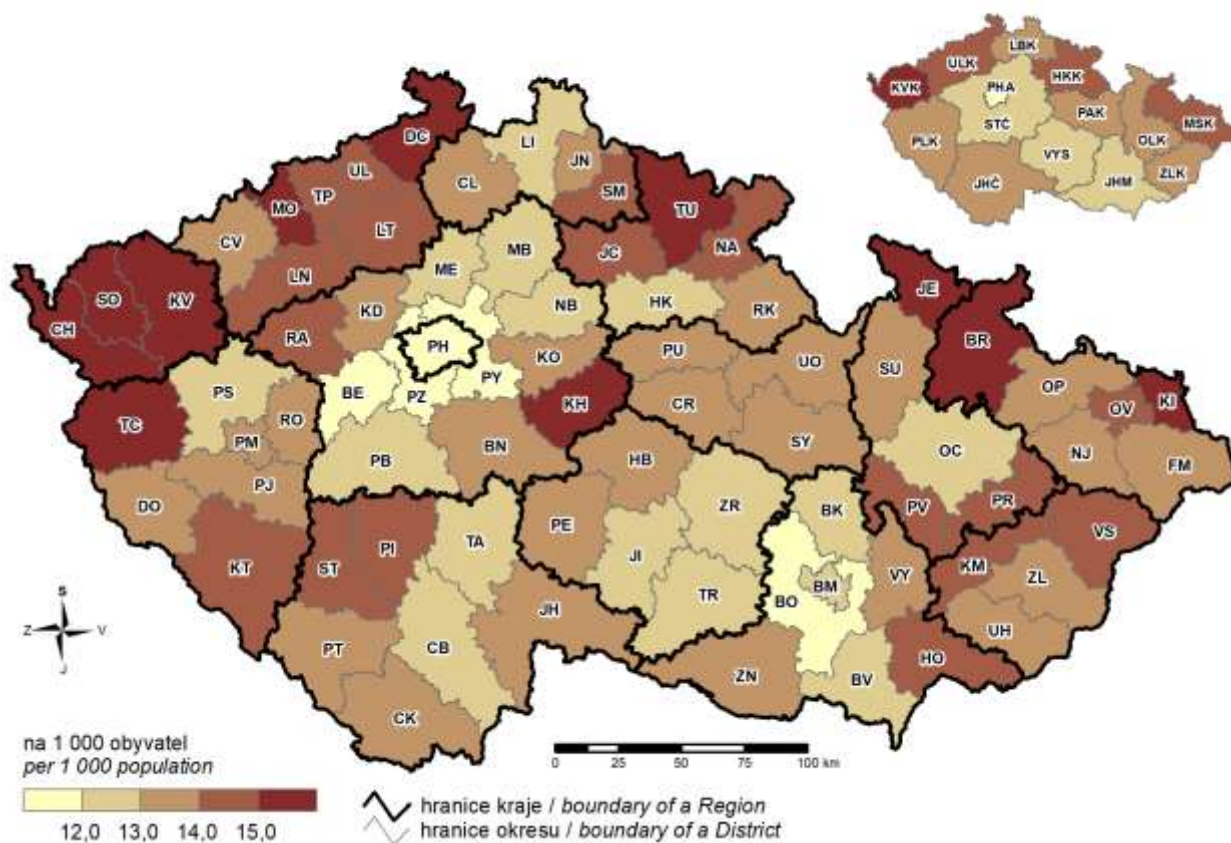 LBK
ULK
KVK
HKK
PHA
STČ
PAK
MSK
PLK
OLK
VYS
ZLK
JHČ
JHM
DC
LI
UL
JN
TP
CL
SM
MO
TU
LT
CV
MB
JC
NA
ME
LN
SO
KV
NB
HK
JE
KD
RK
CH
RA
PH
BR
KO
PU
UO
SU
PS
BE
PZ
PY
OP
KI
KH
OV
TC
RO
CR
PM
BN
SY
OC
NJ
FM
PB
HB
PJ
DO
ZR
BK
PV
PR
PE
VS
TA
PI
JI
KT
ST
KM
VY
ZL
BM
TR
BO
JH
UH
PT
CB
HO
ZN
BV
CK
S
Z V
J
na 1 000 obyvatel
per 1 000 population
12,0 13,0 14,0 15,0
0 25 50 75 100 km
hranice kraje / boundary of a Region
hranice okresu / boundary of a District